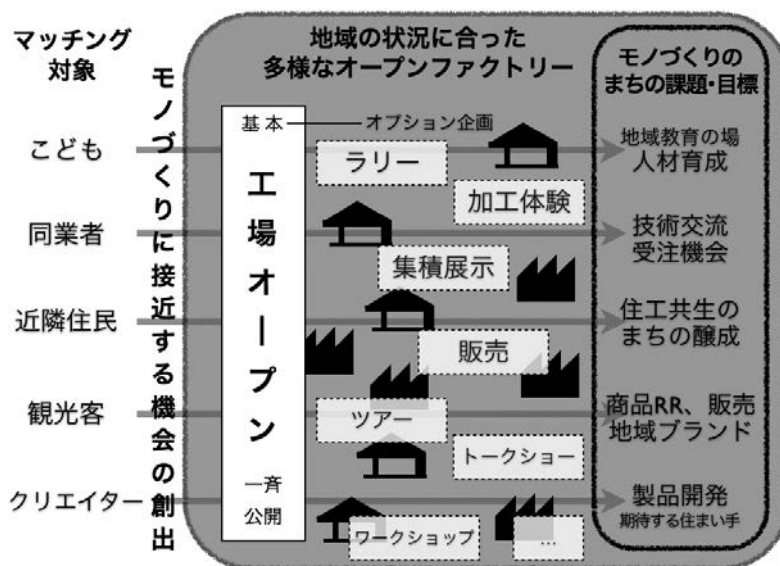 マッチング
対象
モノづくりに接近する機会の創出
地域の状況に合った
多様なオープンファクトリー
モノづくりの
まちの課題・目標
基本
オプション企画
工場オープン
一斉
公開
こども
ラリー
加工体験
地域教育の場
人材育成
同業者
集積展示
技術交流
受注機会
近隣住民
販売
住工共生の
まちの醸成
観光客
ツアー
トークショー
商品RR、販売
地域ブランド
クリエイター
ワークショップ
...
製品開発
期待する住まい手